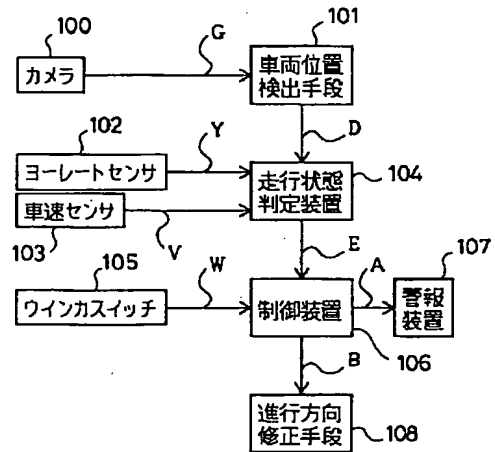 100
カメラ
G
101
車両位置
検出手段
D
102
ヨーレートセンサ
Y
車速センサ
103
V
走行状態
判定装置
104
E
105
ウインカスイッチ
W
制御装置
106
A
107
警報
装置
B
進行方向
修正手段
108